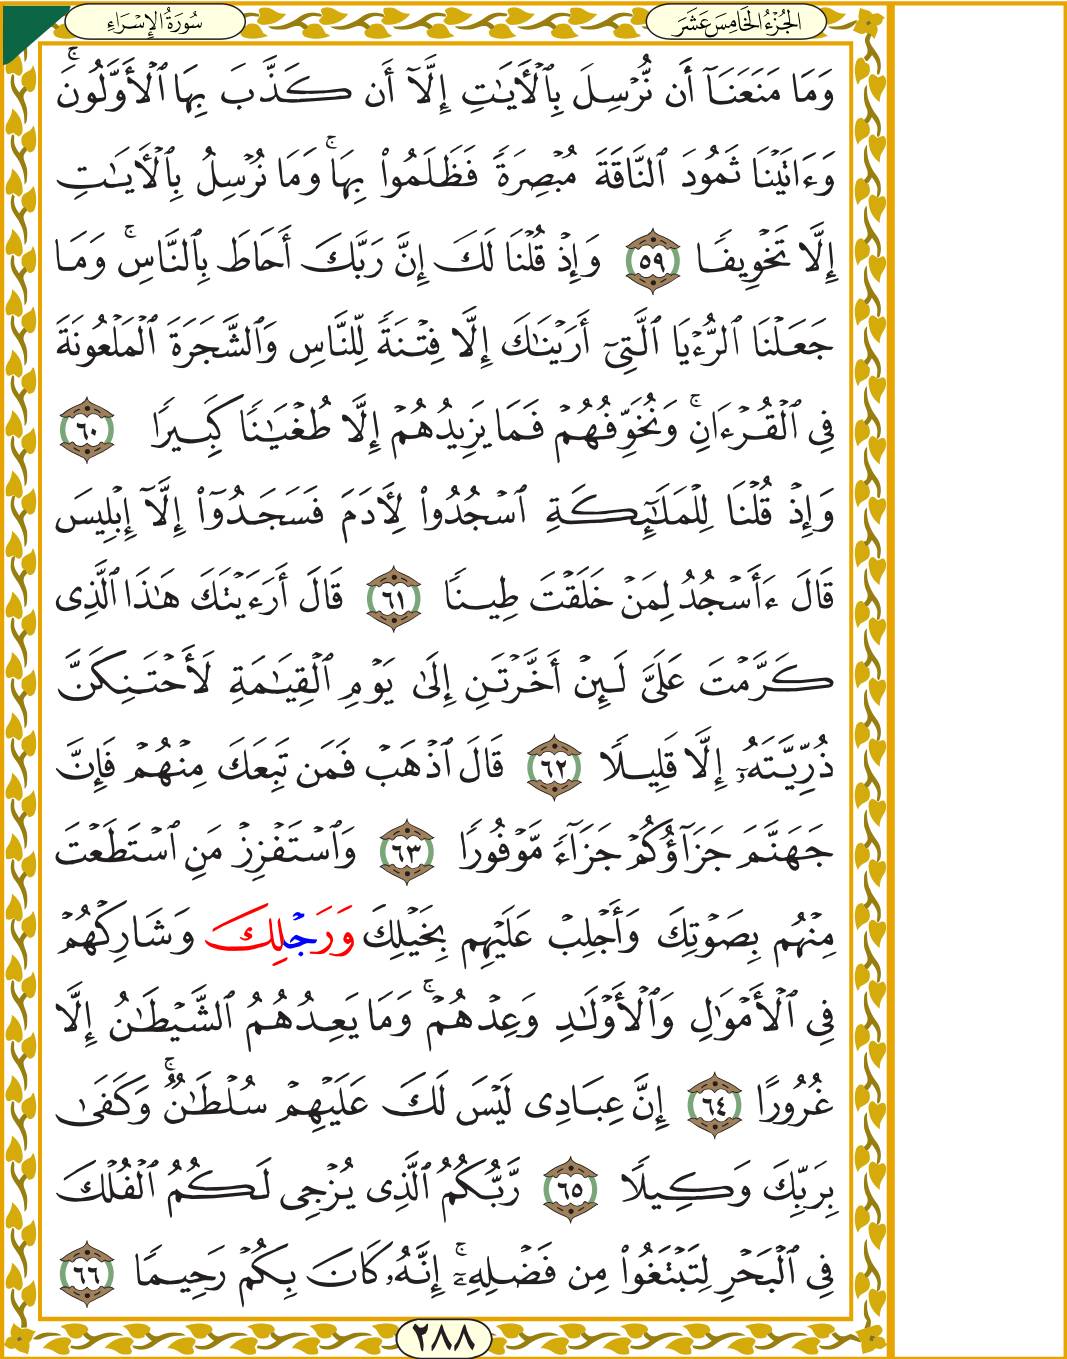 سُورَةُ الإِسْرَاءِ
الجُزْءُ الخَامِسَ عَشَرَ
وَمَا مَنَعَنَآ أَن نُّرْسِلَ بِٱلْأَيَـٰتِ إِلَّآ أَن كَذَّبَ بِهَا ٱلْأَوَّلُونَۚ
وَءَاتَيْنَا ثَمُودَ ٱلنَّاقَةَ مُبْصِرَةً فَظَلَمُوا۟ بِهَاۚ وَمَا نُرْسِلُ بِٱلْأَيَـٰتِ
إِلَّا تَخْوِيفًا ٥٩ وَإِذْ قُلْنَا لَكَ إِنَّ رَبَّكَ أَحَاطَ بِٱلنَّاسِۚ وَمَا
جَعَلْنَا ٱلرُّءْيَا ٱلَّتِىٓ أَرَيْنَـٰكَ إِلَّا فِتْنَةً لِّلنَّاسِ وَٱلشَّجَرَةَ ٱلْمَلْعُونَةَ
فِى ٱلْقُرْءَانِۚ وَنُخَوِّفُهُمْ فَمَا يَزِيدُهُمْ إِلَّا طُغْيَـٰنًا كَبِيرًا ٦٠
وَإِذْ قُلْنَا لِلْمَلَـٰٓئِكَةِ ٱسْجُدُوا۟ لِأَدَمَ فَسَجَدُوٓا۟ إِلَّآ إِبْلِيسَ
قَالَ ءَأَسْجُدُ لِمَنْ خَلَقْتَ طِينًا ٦١ قَالَ أَرَءَيْتَكَ هَـٰذَا ٱلَّذِى
كَرَّمْتَ عَلَىَّ لَئِنْ أَخَّرْتَنِ إِلَىٰ يَوْمِ ٱلْقِيَـٰمَةِ لَأَحْتَنِكَنَّ
ذُرِّيَّتَهُۥٓ إِلَّا قَلِيلًا ٦٢ قَالَ ٱذْهَبْ فَمَن تَبِعَكَ مِنْهُمْ فَإِنَّ
جَهَنَّمَ جَزَآؤُكُمْ جَزَآءً مَّوْفُورًا ٦٣ وَٱسْتَفْزِزْ مَنِ ٱسْتَطَعْتَ
مِنْهُم بِصَوْتِكَ وَأَجْلِبْ عَلَيْهِم بِخَيْلِكَ وَرَجْلِكَ وَشَارِكْهُمْ
فِى ٱلْأَمْوَٰلِ وَٱلْأَوْلَـٰدِ وَعِدْهُمْۚ وَمَا يَعِدُهُمُ ٱلشَّيْطَـٰنُ إِلَّا
غُرُورًا ٦٤ إِنَّ عِبَادِى لَيْسَ لَكَ عَلَيْهِمْ سُلْطَـٰنٌۚ وَكَفَىٰ
بِرَبِّكَ وَكِيلًا ٦٥ رَّبُّكُمُ ٱلَّذِى يُزْجِى لَكُمُ ٱلْفُلْكَ
فِى ٱلْبَحْرِ لِتَبْتَغُوا۟ مِن فَضْلِهِۦٓۚ إِنَّهُۥ كَانَ بِكُمْ رَحِيمًا ٦٦
٢٨٨